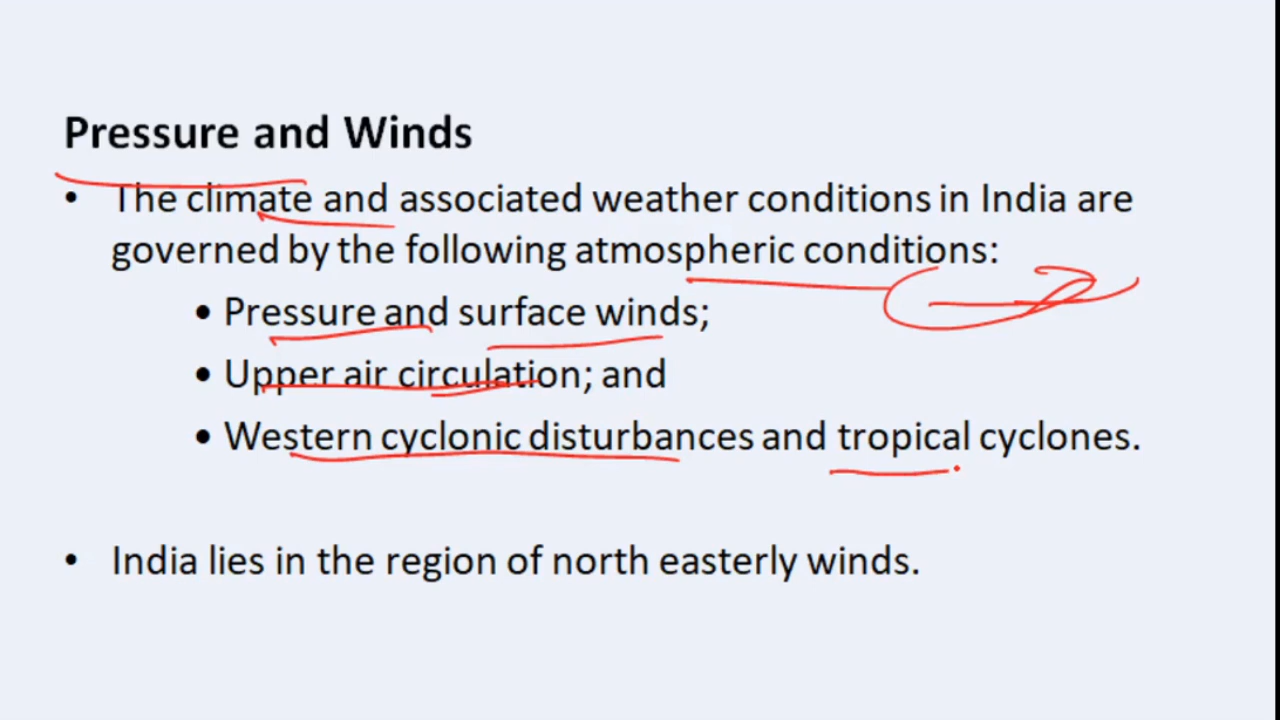 Pressure and Winds
• The climate and associated weather conditions in India are
governed by the following atmospheric conditions:
• Pressure and surface winds;
• Upper air circulation; and
• Western cyclonic disturbances and tropical cyclones.
• India lies in the region of north easterly winds.